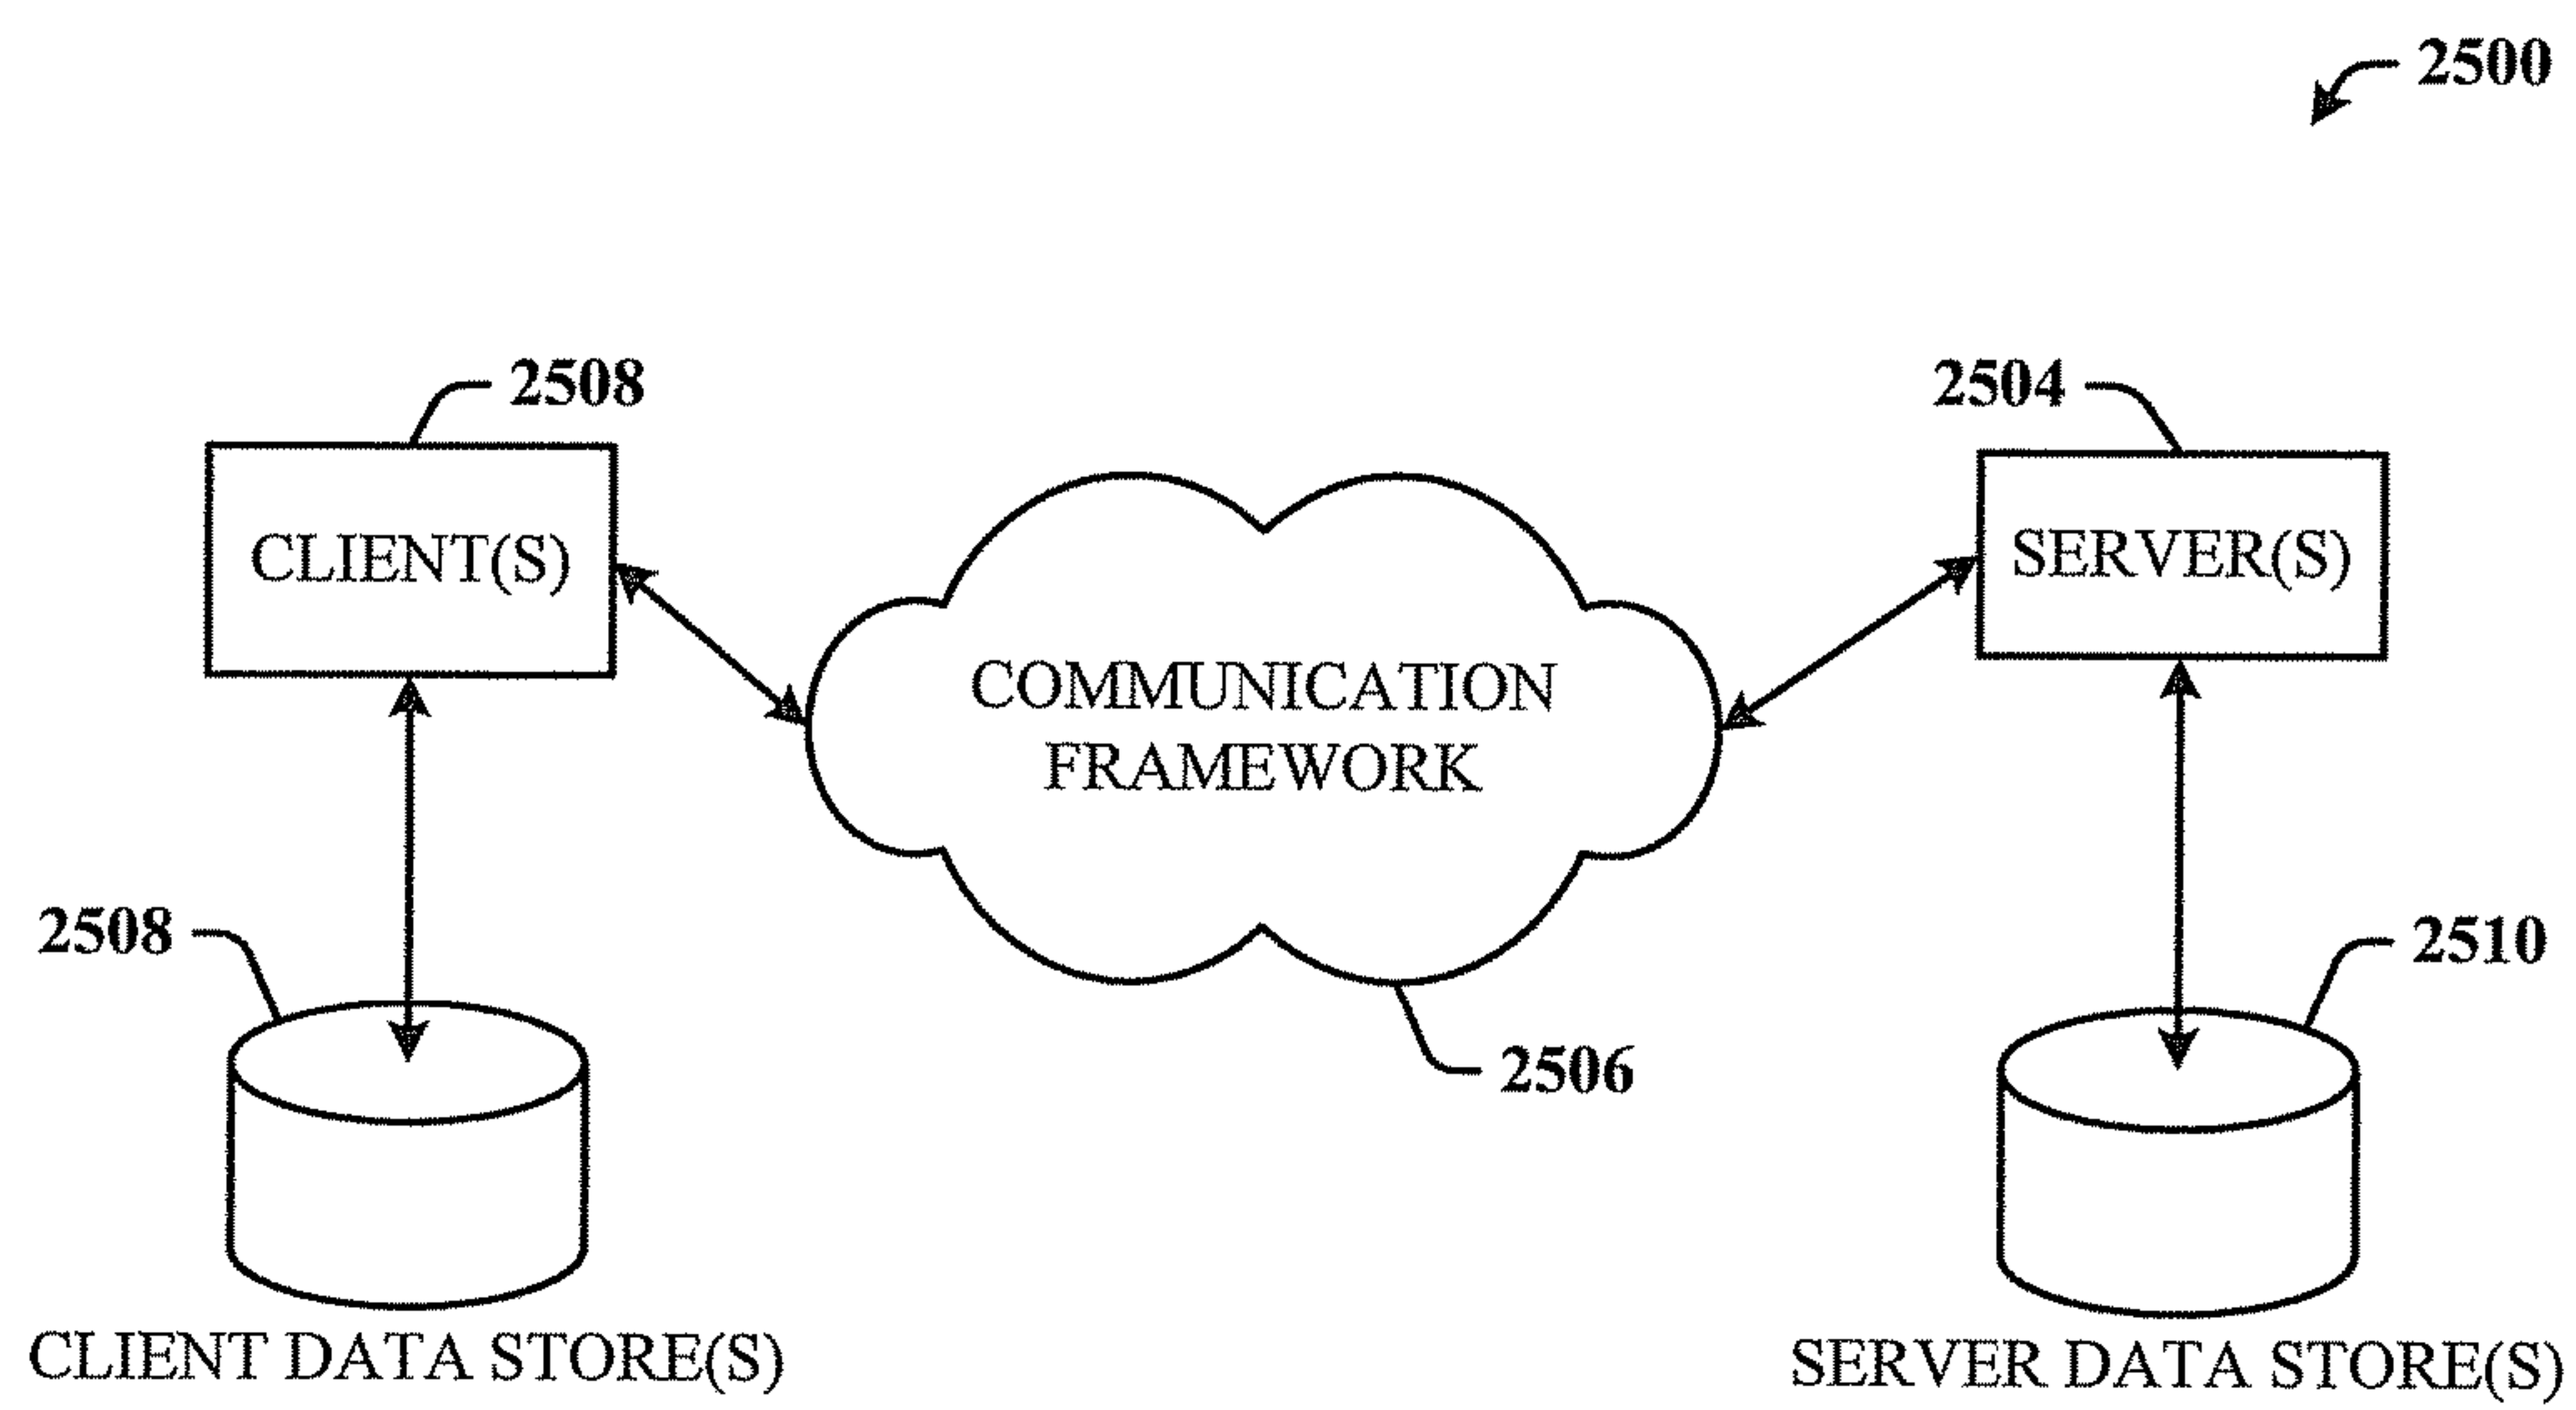 2500
2508
2504
CLIENT(S)
SERVER(S)
COMMUNICATION
FRAMEWORK
2508
2510
2506
CLIENT DATA STORE(S)
SERVER DATA STORE(S)